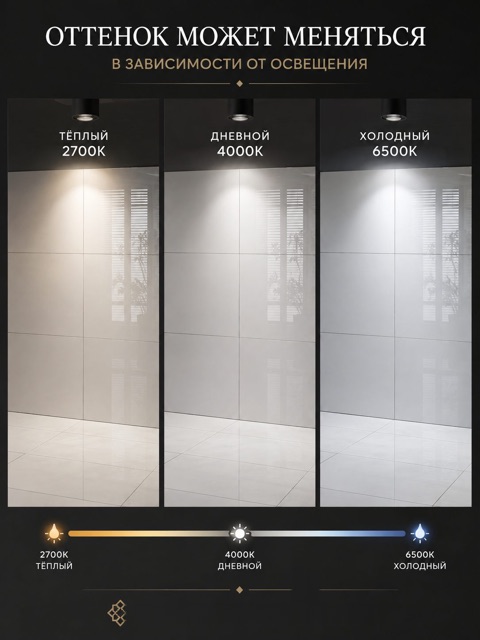 ОТТЕНОК МОЖЕТ МЕНЯТЬСЯ
В ЗАВИСИМОСТИ ОТ ОСВЕЩЕНИЯ
ТЁПЛЫЙ
2700K
ДНЕВНОЙ
4000K
ХОЛОДНЫЙ
6500K
2700K
ТЁПЛЫЙ
4000K
ДНЕВНОЙ
6500K
ХОЛОДНЫЙ